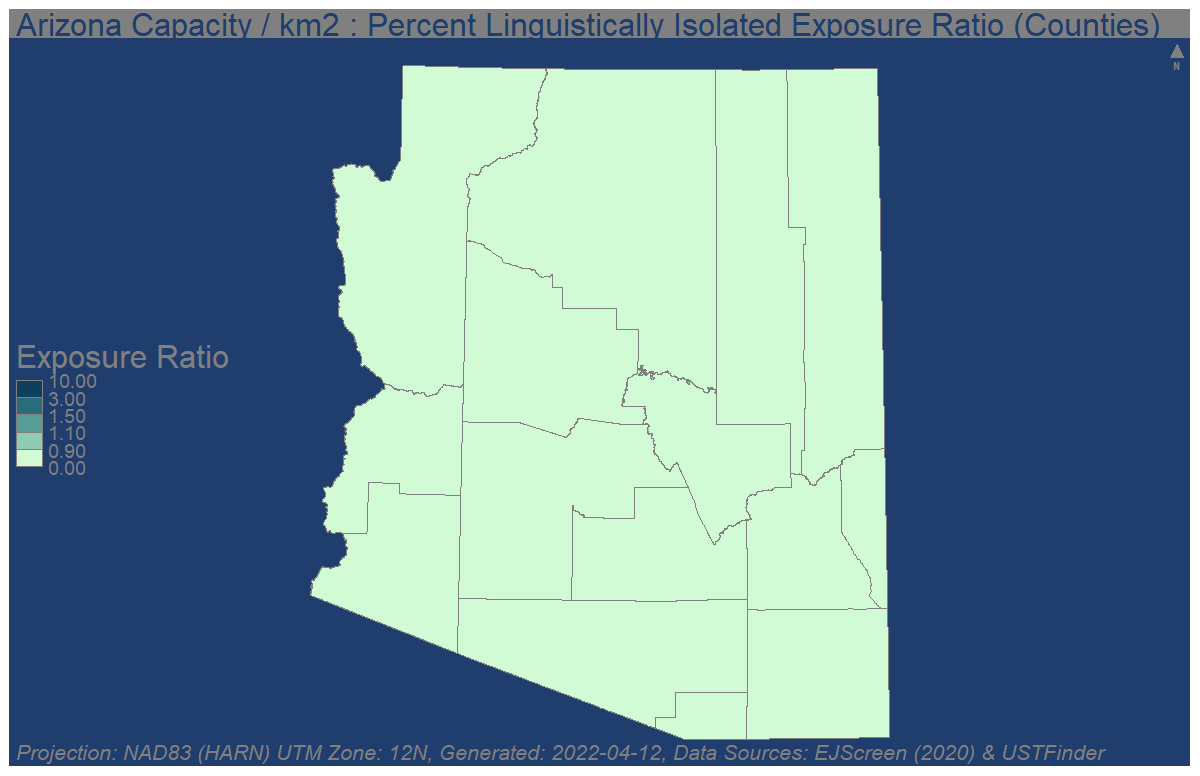 Arizona Capacity / km2 : Percent Linguistically Isolated Exposure Ratio (Counties)
N
Exposure Ratio
10.00
3.00
1.50
1.10
0.90
0.00
Projection: NAD83 (HARN) UTM Zone: 12N, Generated: 2022-04-12, Data Sources: EJScreen (2020) & USTFinder